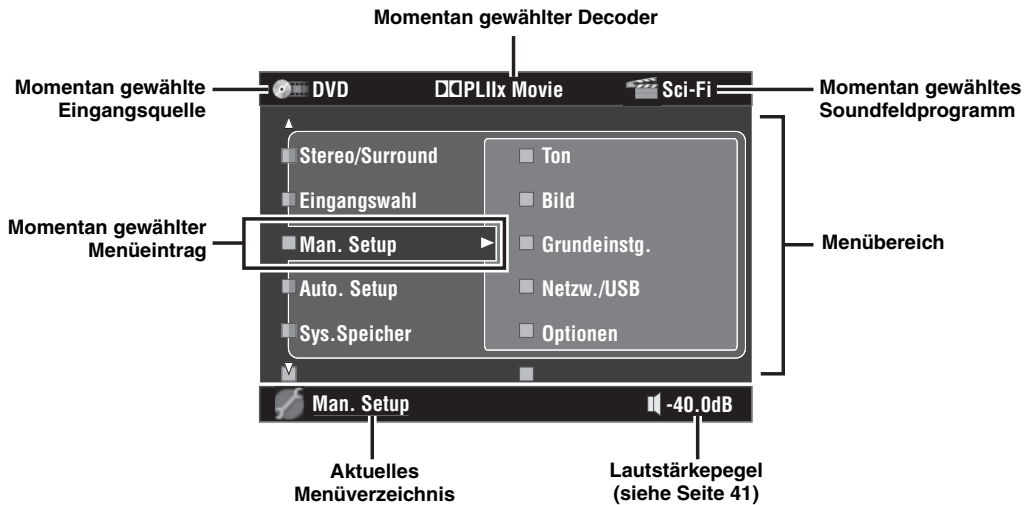 Momentan gewählter Decoder
Momentan gewählte
Eingangsquelle
DVD
PLIIx Movie
Sci-Fi
Momentan gewähltes
Soundfeldprogramm
Stereo/Surround
Ton
Eingangswahl
Bild
Momentan gewählter
Menüeintrag
Man. Setup
Grundeinstg.
Menübereich
Auto. Setup
Netzw./USB
Sys.Speicher
Optionen
Man. Setup
-40.0dB
Aktuelles
Menüverzeichnis
Lautstärkepegel
(siehe Seite 41)